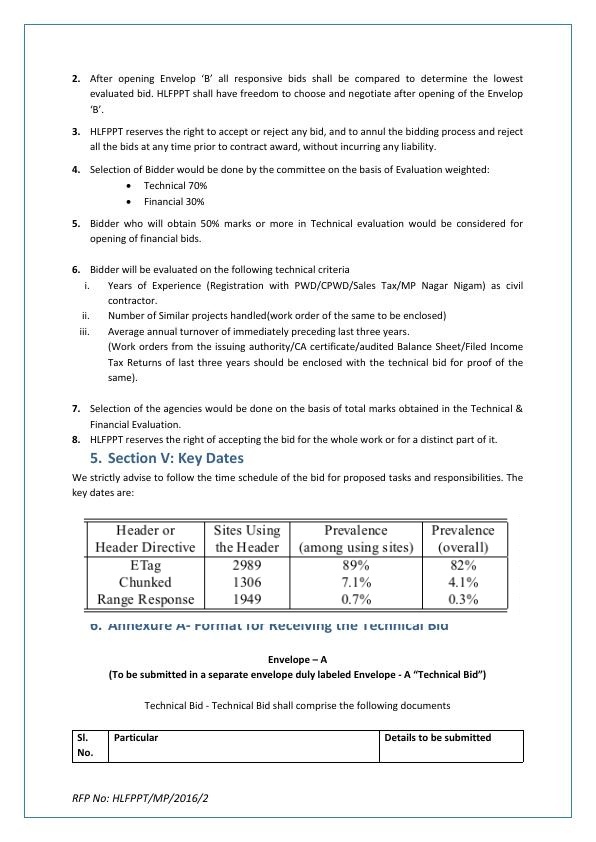 2. After opening Envelop ‘B’ all responsive bids shall be compared to determine the lowest
evaluated bid. HLFPPT shall have freedom to choose and negotiate after opening of the Envelop
‘B’.
3. HLFPPT reserves the right to accept or reject any bid, and to annul the bidding process and reject
all the bids at any time prior to contract award, without incurring any liability.
4. Selection of Bidder would be done by the committee on the basis of Evaluation weighted:
• Technical 70%
• Financial 30%
5. Bidder who will obtain 50% marks or more in Technical evaluation would be considered for
opening of financial bids.
6. Bidder will be evaluated on the following technical criteria
i. Years of Experience (Registration with PWD/CPWD/Sales Tax/MP Nagar Nigam) as civil
contractor.
ii. Number of Similar projects handled(work order of the same to be enclosed)
iii. Average annual turnover of immediately preceding last three years.
(Work orders from the issuing authority/CA certificate/audited Balance Sheet/Filed Income
Tax Returns of last three years should be enclosed with the technical bid for proof of the
same).
7. Selection of the agencies would be done on the basis of total marks obtained in the Technical &
Financial Evaluation.
8. HLFPPT reserves the right of accepting the bid for the whole work or for a distinct part of it.
5. Section V: Key Dates
We strictly advise to follow the time schedule of the bid for proposed tasks and responsibilities. The
key dates are:
Header or Sites Using Prevalence Prevalence
Header Directive the Header (among using sites) (overall)
ETag 2989 89% 82%
Chunked 1306 7.1% 4.1%
Range Response 1949 0.7% 0.3%
6. Annexure A- Format for Receiving the Technical Bid
Envelope – A
(To be submitted in a separate envelope duly labeled Envelope - A “Technical Bid”)
Technical Bid - Technical Bid shall comprise the following documents
Sl. Particular Details to be submitted
No.
RFP No: HLFPPT/MP/2016/2